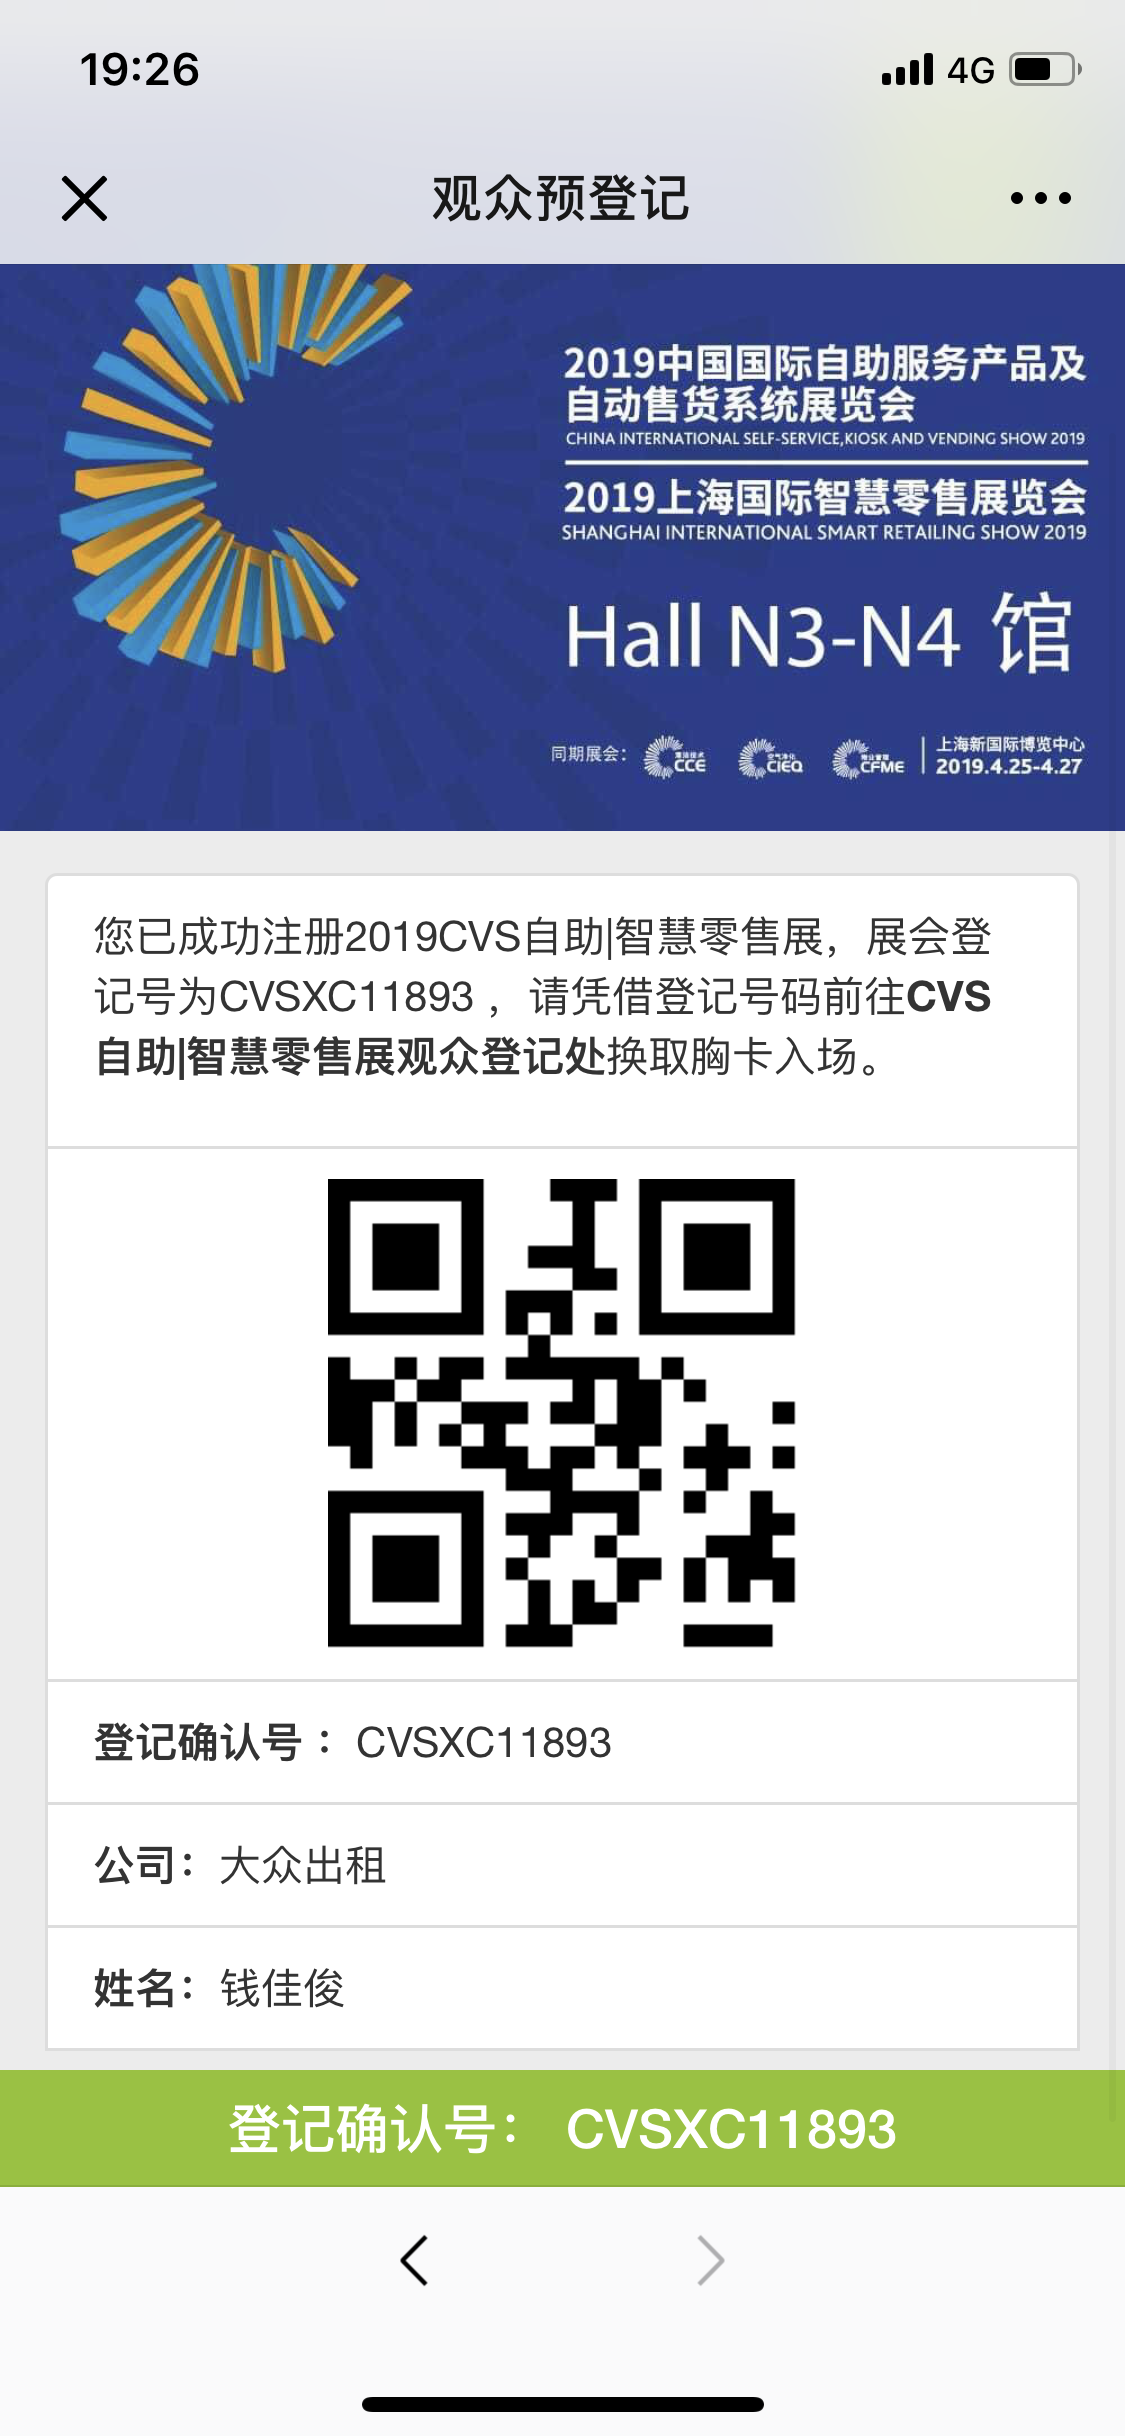 19:26
4G
观众预登记
2019中国国际自助服务产品及
自动售货系统展览会
CHINA INTERNATIONAL SELF-SERVICE,KIOSK AND VENDING SHOW 2019
2019上海国际智慧零售展览会
SHANGHAI INTERNATIONAL SMART RETAILING SHOW 2019
Hall N3-N4 馆
同期展会：
清洁技术 CCE
空气净化 CIEQ
CFME
上海新国际博览中心
2019.4.25-4.27
您已成功注册2019CVS自助|智慧零售展，展会登
记号为CVSXC11893 ，请凭借登记号码前往CVS
自助|智慧零售展观众登记处换取胸卡入场。
登记确认号 ： CVSXC11893
公司：大众出租
姓名：钱佳俊
登记确认号： CVSXC11893